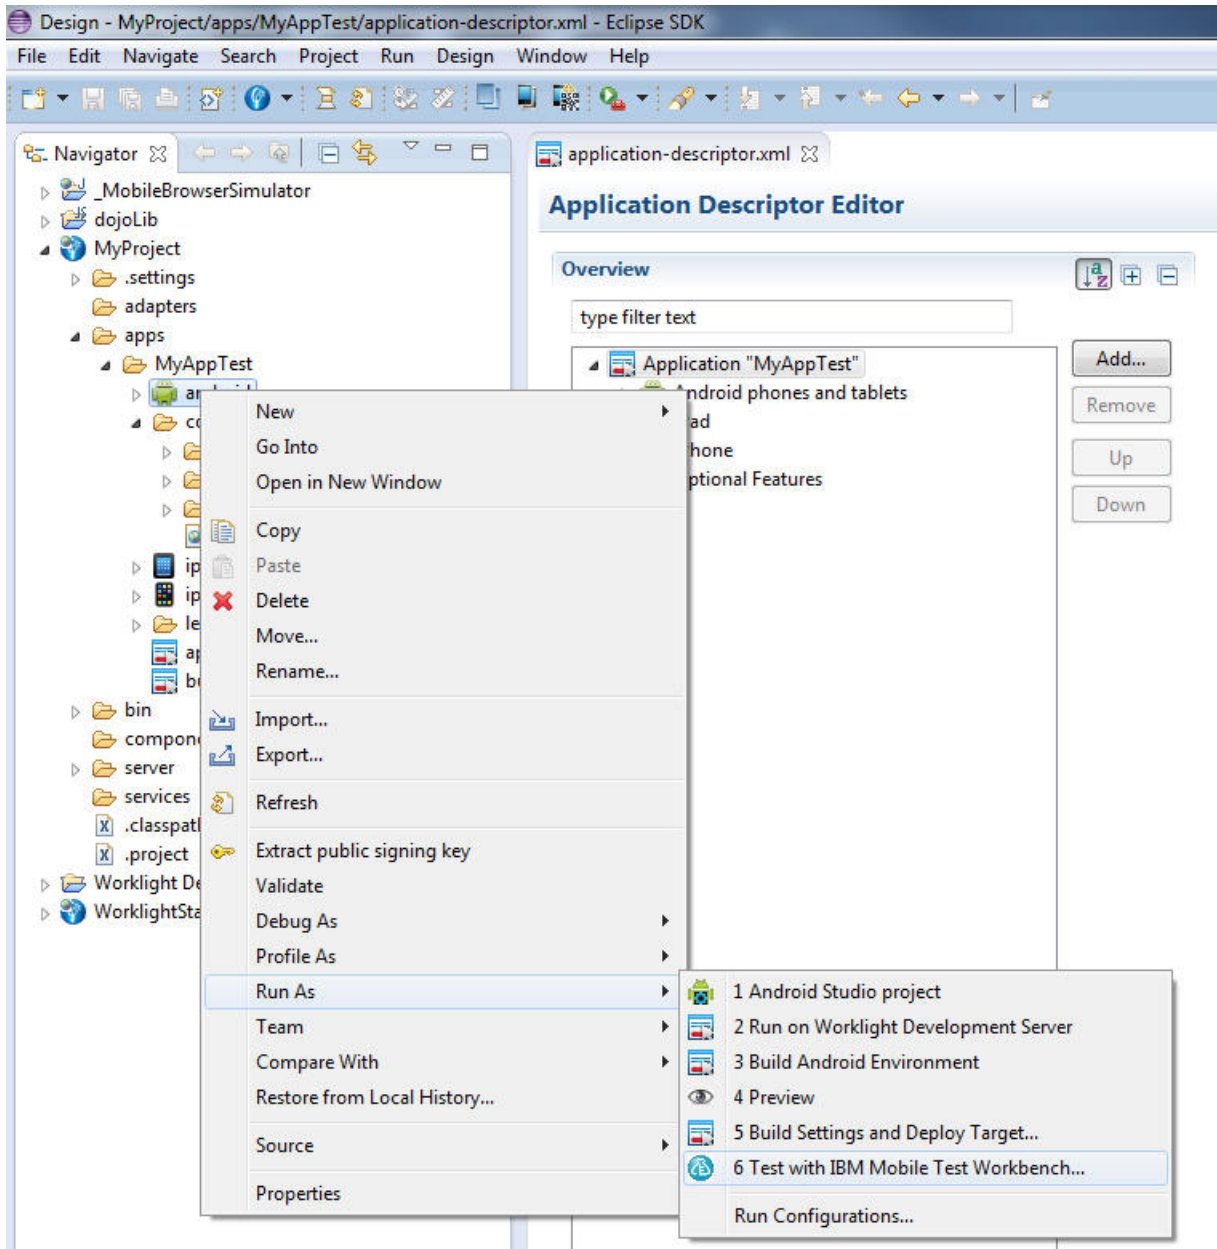 Design - MyProject/apps/MyAppTest/application-descriptor.xml - Eclipse SDK
File Edit Navigate Search Project Run Design Window Help
Navigator
_MobileBrowserSimulator
dojoLib
MyProject
.settings
adapters
apps
MyAppTest
bin
server
services
.project
application-descriptor.xml
Application Descriptor Editor
Overview
type filter text
Application "MyAppTest"
ndroid phones and tablets
ad
hone
ptional Features
Add...
Remove
Up
Down
New
Go Into
Open in New Window
Copy
Paste
Delete
Move...
Rename...
Import...
Export...
Refresh
Extract public signing key
Validate
Debug As
Profile As
Run As
Team
Compare With
Restore from Local History...
Source
Properties
1 Android Studio project
2 Run on Worklight Development Server
3 Build Android Environment
4 Preview
5 Build Settings and Deploy Target...
6 Test with IBM Mobile Test Workbench...
Run Configurations...